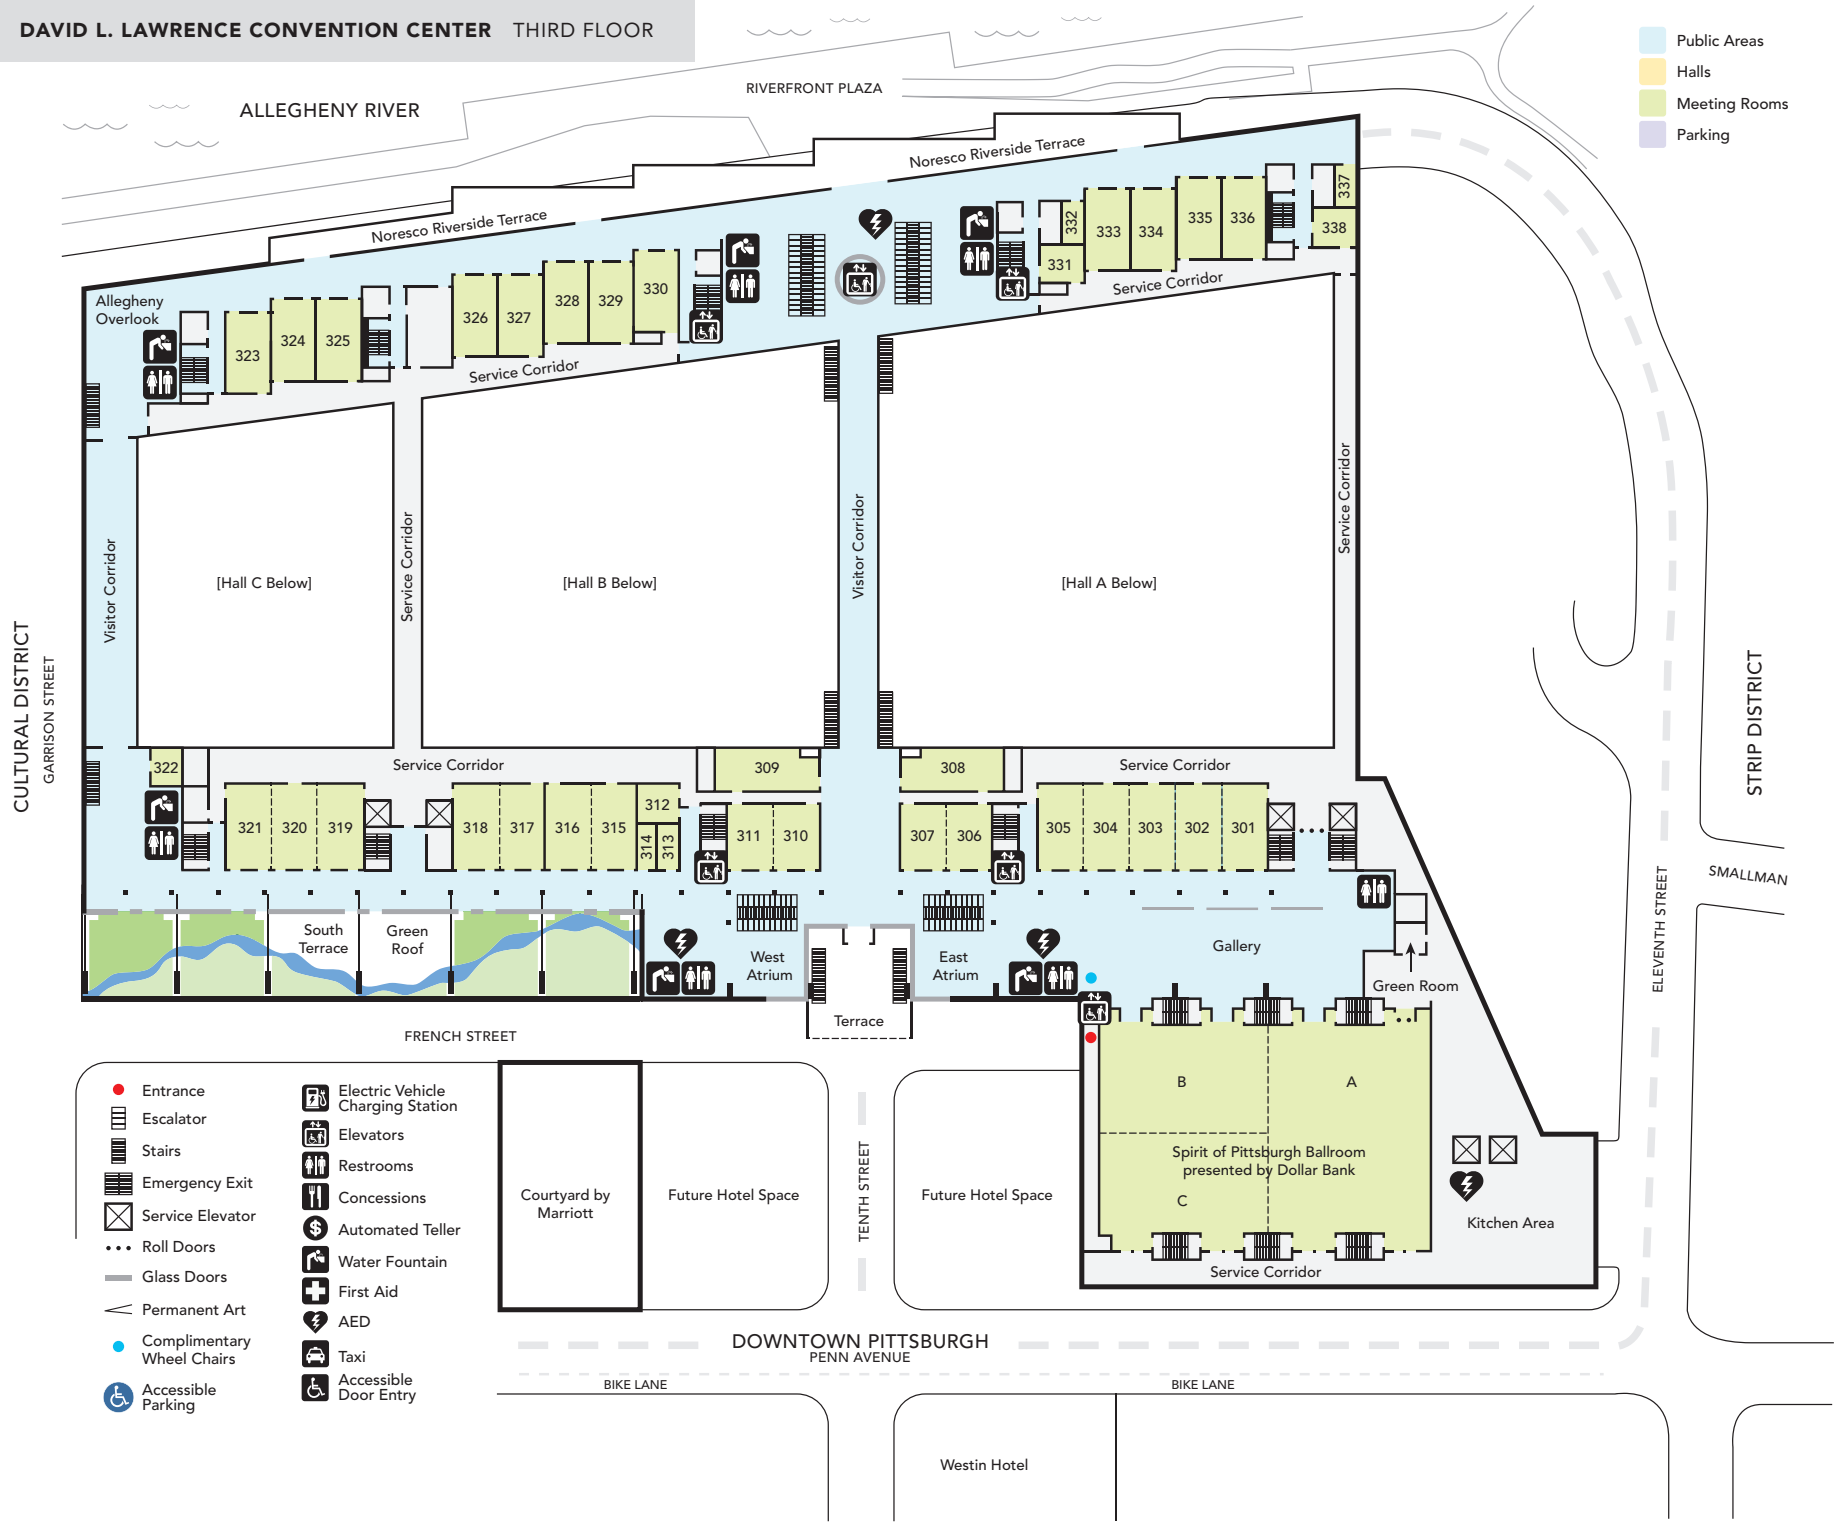 DAVID L. LAWRENCE CONVENTION CENTER THIRD FLOOR
Public Areas
Halls
Meeting Rooms
Parking
ALLEGHENY RIVER
RIVERFRONT PLAZA
Noresco Riverside Terrace
Noresco Riverside Terrace
Allegheny
Overlook
323
324
325
326
327
328
329
330
331
332
333
334
335
336
337
338
Service Corridor
Service Corridor
Visitor Corridor
[Hall C Below]
Service Corridor
[Hall B Below]
Visitor Corridor
[Hall A Below]
Service Corridor
CULTURAL DISTRICT
GARRISON STREET
STRIP DISTRICT
ELEVENTH STREET
SMALLMAN
322
Service Corridor
309
308
Service Corridor
321
320
319
318
317
316
315
312
314
313
311
310
307
306
305
304
303
302
301
South
Terrace
Green
Roof
West
Atrium
East
Atrium
Gallery
Green Room
Terrace
FRENCH STREET
B
A
Spirit of Pittsburgh Ballroom
presented by Dollar Bank
C
Kitchen Area
Service Corridor
Courtyard by
Marriott
Future Hotel Space
TENTH STREET
Future Hotel Space
Entrance
Escalator
Stairs
Emergency Exit
Service Elevator
Roll Doors
Glass Doors
Permanent Art
Complimentary
Wheel Chairs
Accessible
Parking
Electric Vehicle
Charging Station
Elevators
Restrooms
Concessions
$
Automated Teller
Water Fountain
First Aid
AED
Taxi
Accessible
Door Entry
DOWNTOWN PITTSBURGH
PENN AVENUE
BIKE LANE
BIKE LANE
Westin Hotel